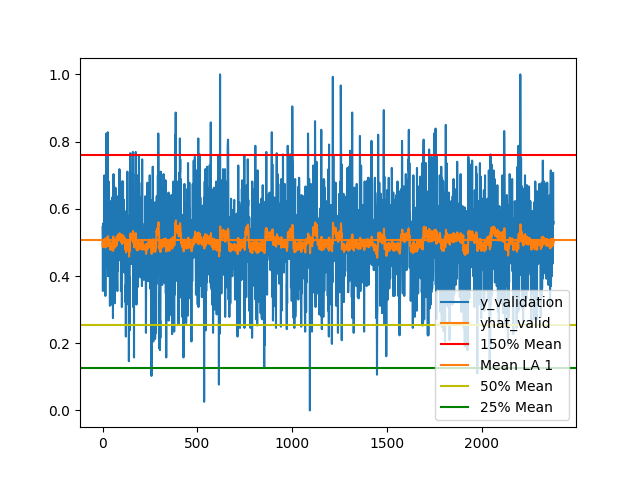 1.0
0.8
0.6
0.4
0.2
0.0
0
500
1000
1500
2000
y_validation
yhat_valid
150% Mean
Mean LA 1
50% Mean
25% Mean